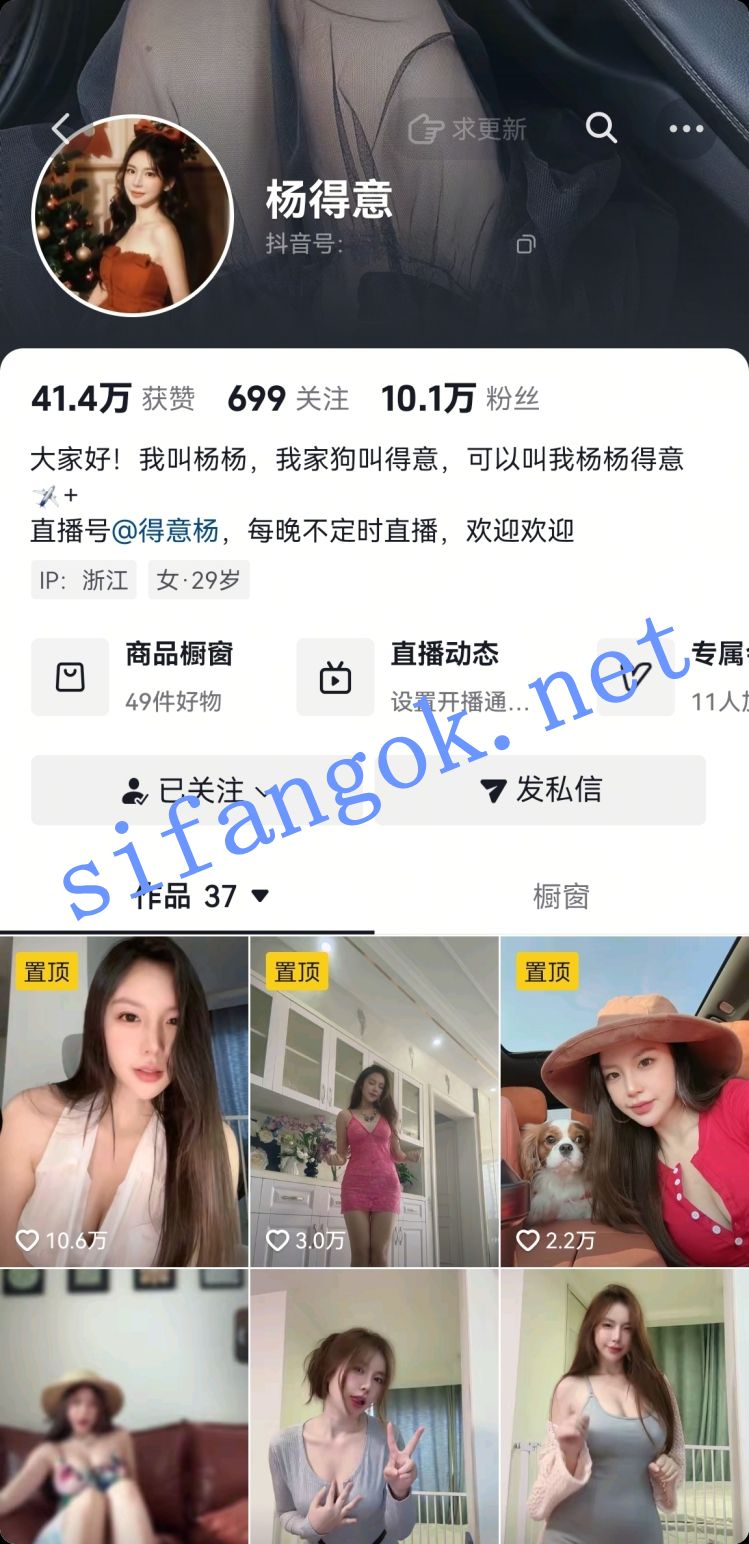 求更新
杨得意
抖音号:
41.4万 获赞 699 关注 10.1万 粉丝
大家好！我叫杨杨，我家狗叫得意，可以叫我杨杨得意
+
直播号@得意杨，每晚不定时直播，欢迎欢迎
IP：浙江 女·29岁
商品橱窗 直播动态 专属
49件好物 设置开播通... 11人
已关注 发私信
sifangok.net
作品 37 橱窗
置顶 置顶 置顶
10.6万 3.0万 2.2万